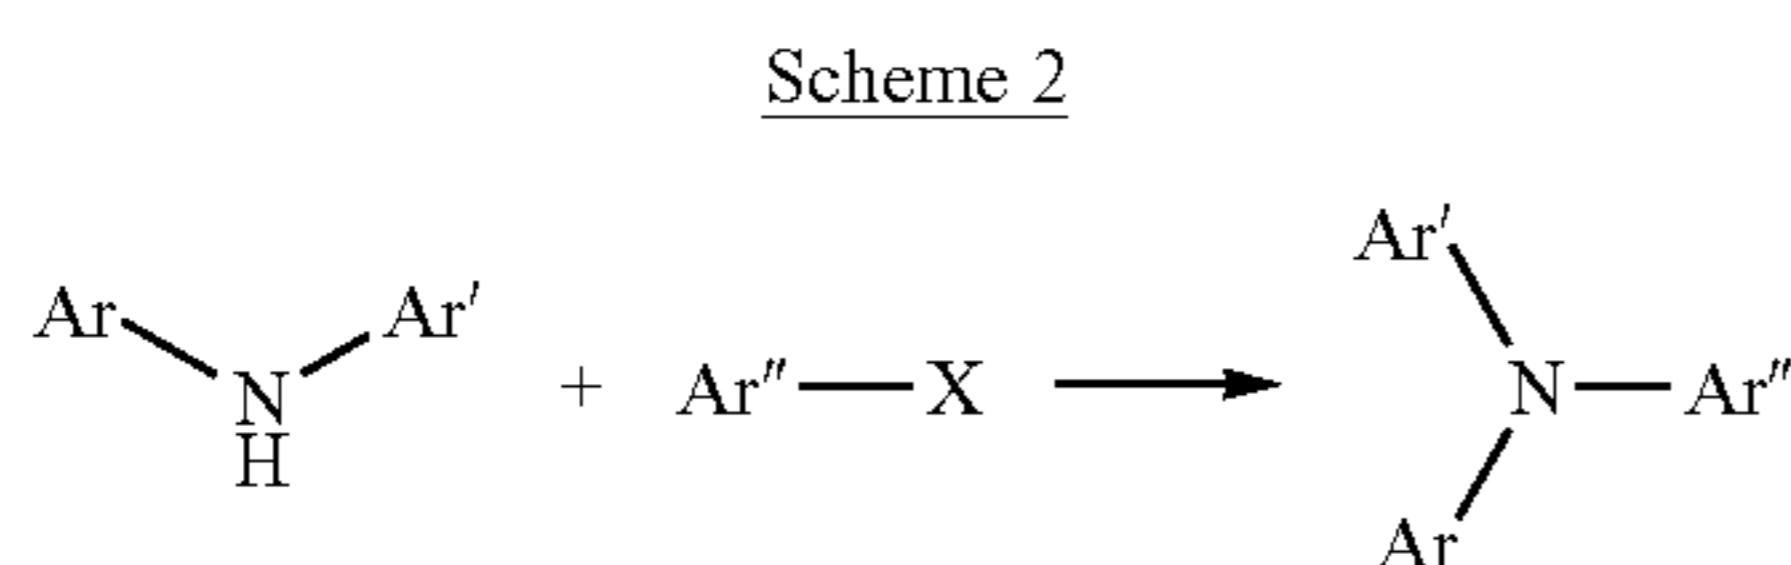 Scheme 2
Ar′
Ar Ar′
N + Ar″ X N Ar″
H
Ar